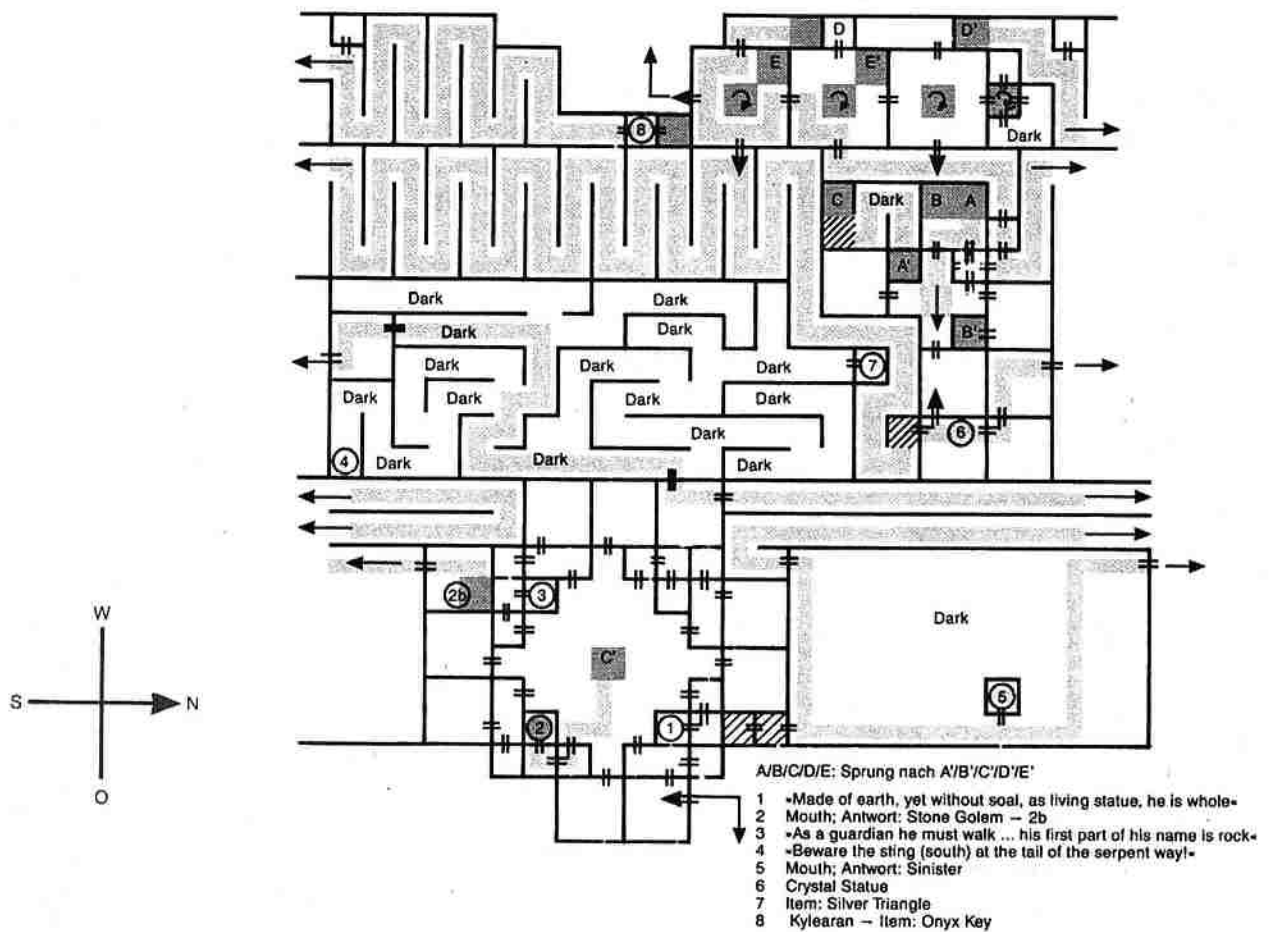 D D'
E E'
8 Dark
C Dark B A
A'
Dark Dark
Dark Dark B'
Dark Dark 7
Dark Dark Dark Dark
Dark 6
4 Dark Dark Dark
2b 3
Dark
W
C'
S N
5
2 1
O
A/B/C/D/E: Sprung nach A'/B'/C'/D'/E'
1 »Made of earth, yet without soal, as living statue, he is whole«
2 Mouth; Antwort: Stone Golem – 2b
3 »As a guardian he must walk ... his first part of his name is rock«
4 »Beware the sting (south) at the tail of the serpent way!«
5 Mouth; Antwort: Sinister
6 Crystal Statue
7 Item: Silver Triangle
8 Kylearan – Item: Onyx Key